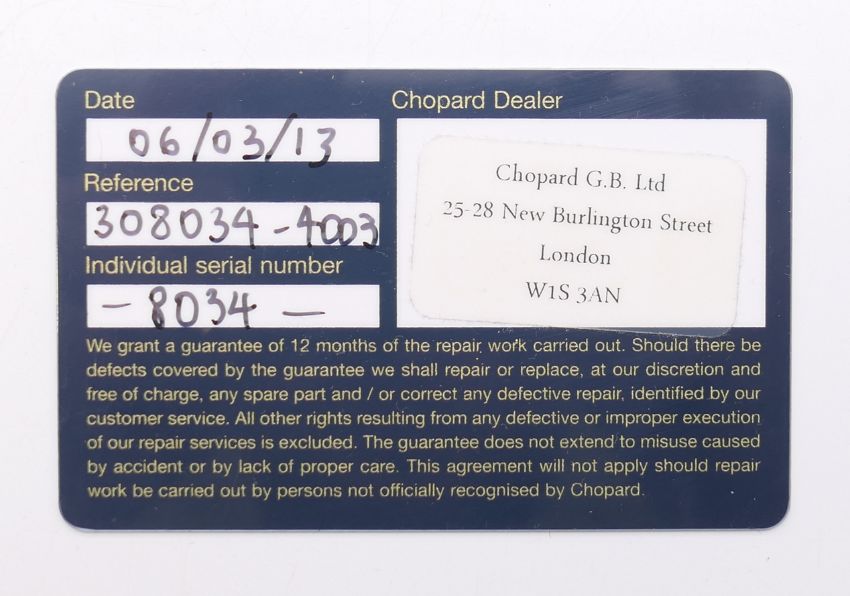 Date
06/03/13
Reference
308034-4003
Individual serial number
- 8034 -
Chopard Dealer
Chopard G.B. Ltd
25-28 New Burlington Street
London
W1S 3AN
We grant a guarantee of 12 months of the repair work carried out. Should there be
defects covered by the guarantee we shall repair or replace, at our discretion and
free of charge, any spare part and / or correct any defective repair, identified by our
customer service. All other rights resulting from any defective or improper execution
of our repair services is excluded. The guarantee does not extend to misuse caused
by accident or by lack of proper care. This agreement will not apply should repair
work be carried out by persons not officially recognised by Chopard.